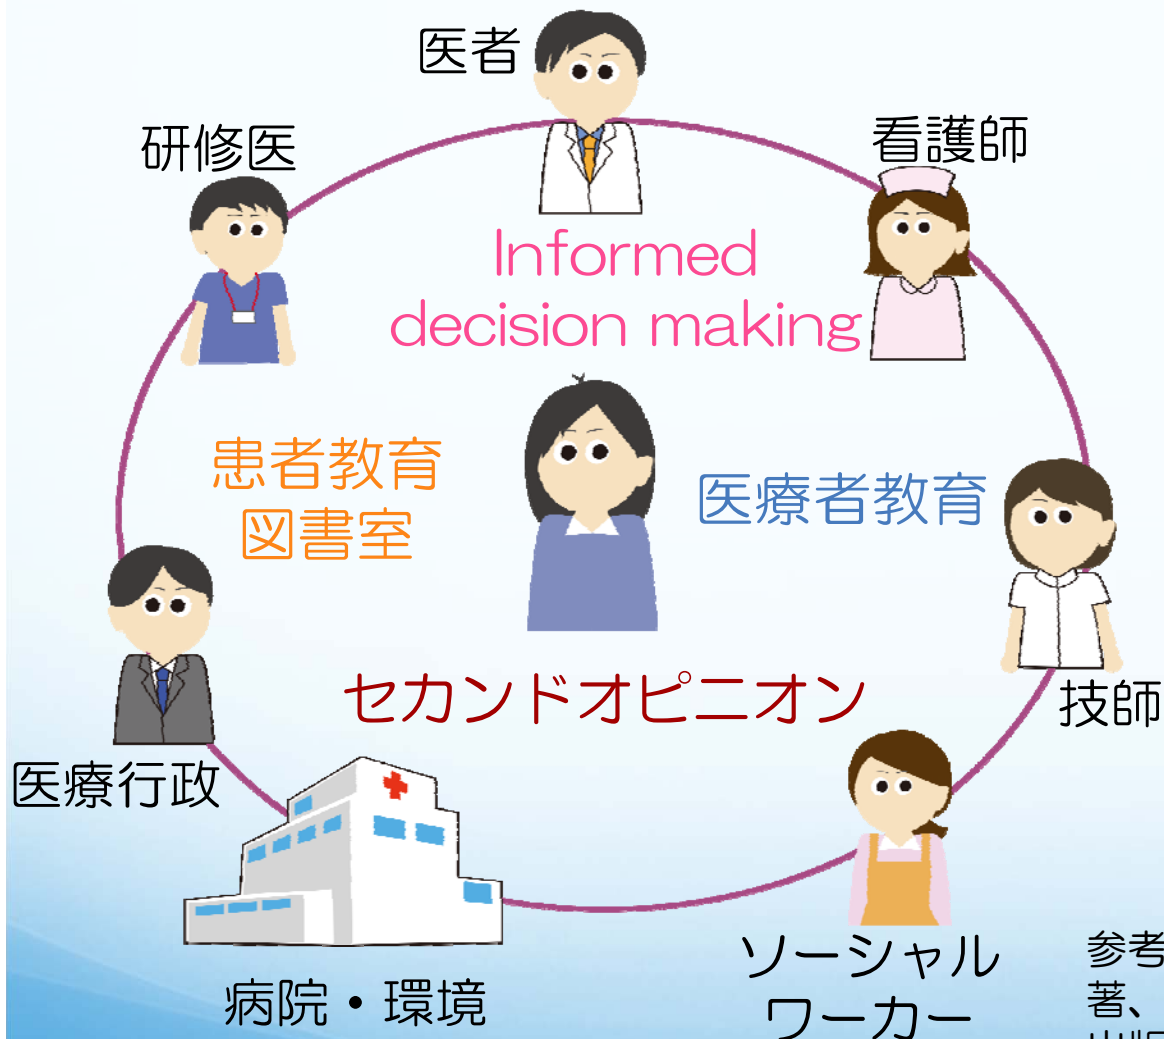 医者
研修医
看護師
Informed
decision making
患者教育
図書室
医療者教育
セカンドオピニオン
技師
医療行政
病院・環境
ソーシャル
ワーカー
参考
著、